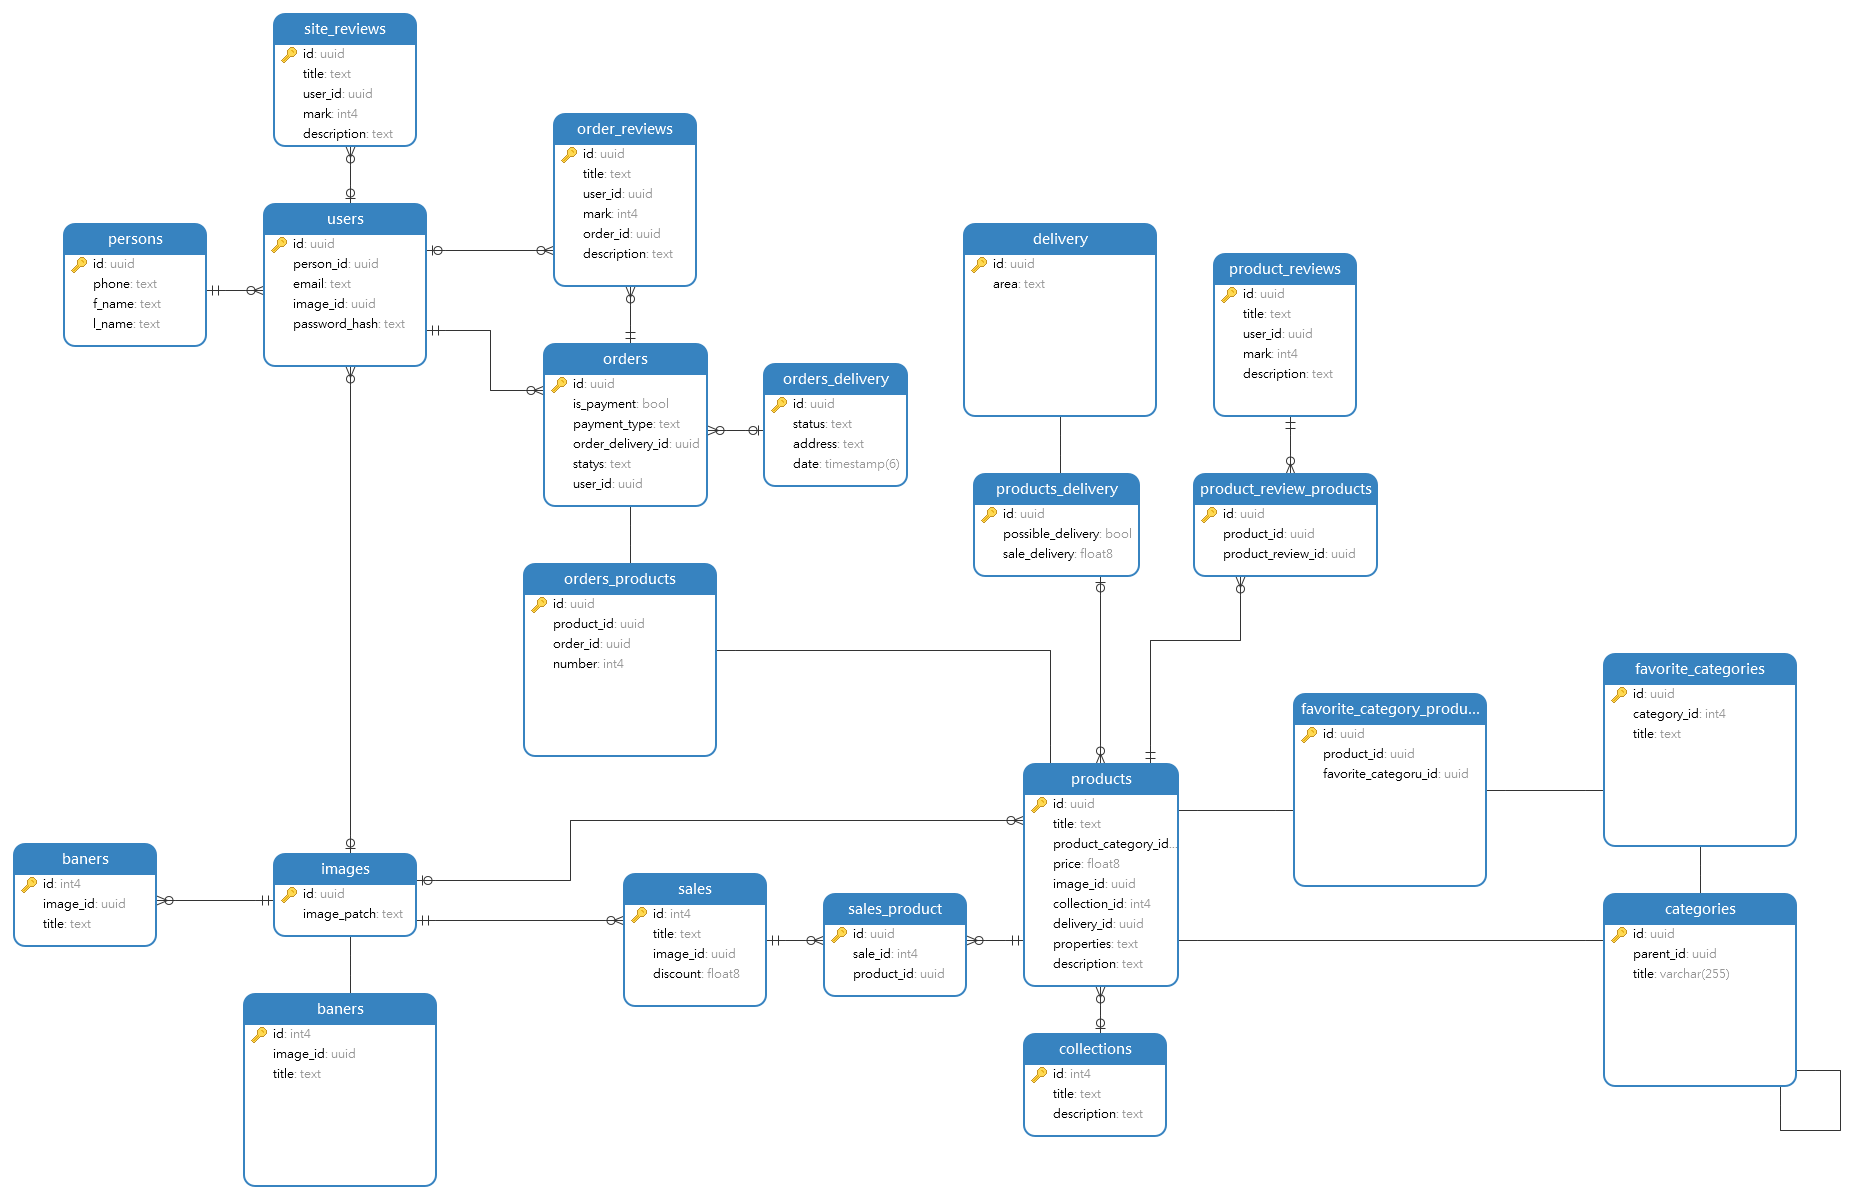 site_reviews
id: uuid
title: text
user_id: uuid
mark: int4
description: text
order_reviews
id: uuid
title: text
user_id: uuid
mark: int4
order_id: uuid
description: text
users
id: uuid
person_id: uuid
email: text
image_id: uuid
password_hash: text
persons
id: uuid
phone: text
f_name: text
l_name: text
delivery
id: uuid
area: text
product_reviews
id: uuid
title: text
user_id: uuid
mark: int4
description: text
orders
id: uuid
is_payment: bool
payment_type: text
order_delivery_id: uuid
statys: text
user_id: uuid
orders_delivery
id: uuid
status: text
address: text
date: timestamp(6)
products_delivery
id: uuid
possible_delivery: bool
sale_delivery: float8
product_review_products
id: uuid
product_id: uuid
product_review_id: uuid
orders_products
id: uuid
product_id: uuid
order_id: uuid
number: int4
favorite_categories
id: uuid
category_id: int4
title: text
favorite_category_produ...
id: uuid
product_id: uuid
favorite_categoru_id: uuid
products
id: uuid
title: text
product_category_id...
price: float8
image_id: uuid
collection_id: int4
delivery_id: uuid
properties: text
description: text
baners
id: int4
image_id: uuid
title: text
images
id: uuid
image_patch: text
sales
id: int4
title: text
image_id: uuid
discount: float8
sales_product
id: uuid
sale_id: int4
product_id: uuid
categories
id: uuid
parent_id: uuid
title: varchar(255)
baners
id: int4
image_id: uuid
title: text
collections
id: int4
title: text
description: text